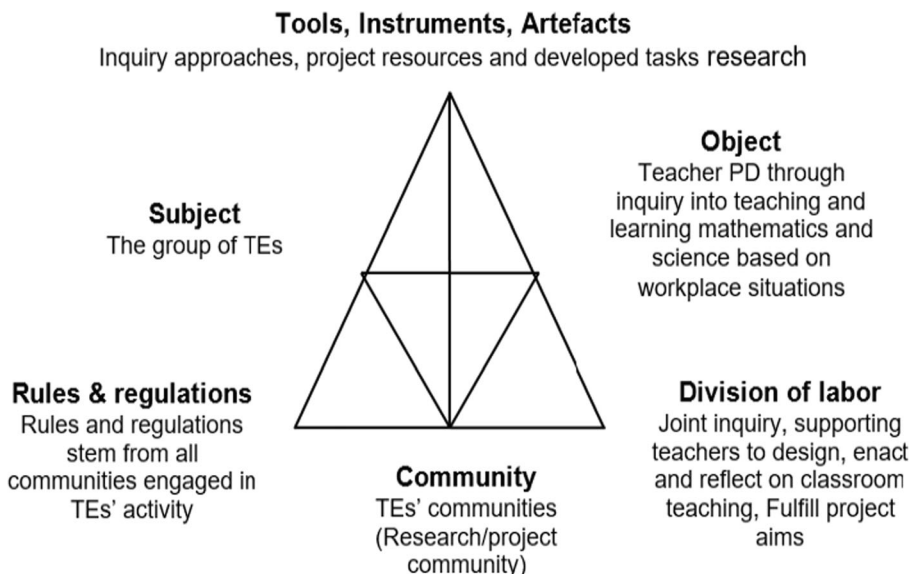 Tools, Instruments, Artefacts
Inquiry approaches, project resources and developed tasks research
Object
Teacher PD through
inquiry into teaching and
learning mathematics and
science based on
workplace situations
Subject
The group of TEs
Rules & regulations
Rules and regulations
stem from all
communities engaged in
TEs' activity
Community
TEs' communities
(Research/project
community)
Division of labor
Joint inquiry, supporting
teachers to design, enact
and reflect on classroom
teaching, Fulfill project
aims